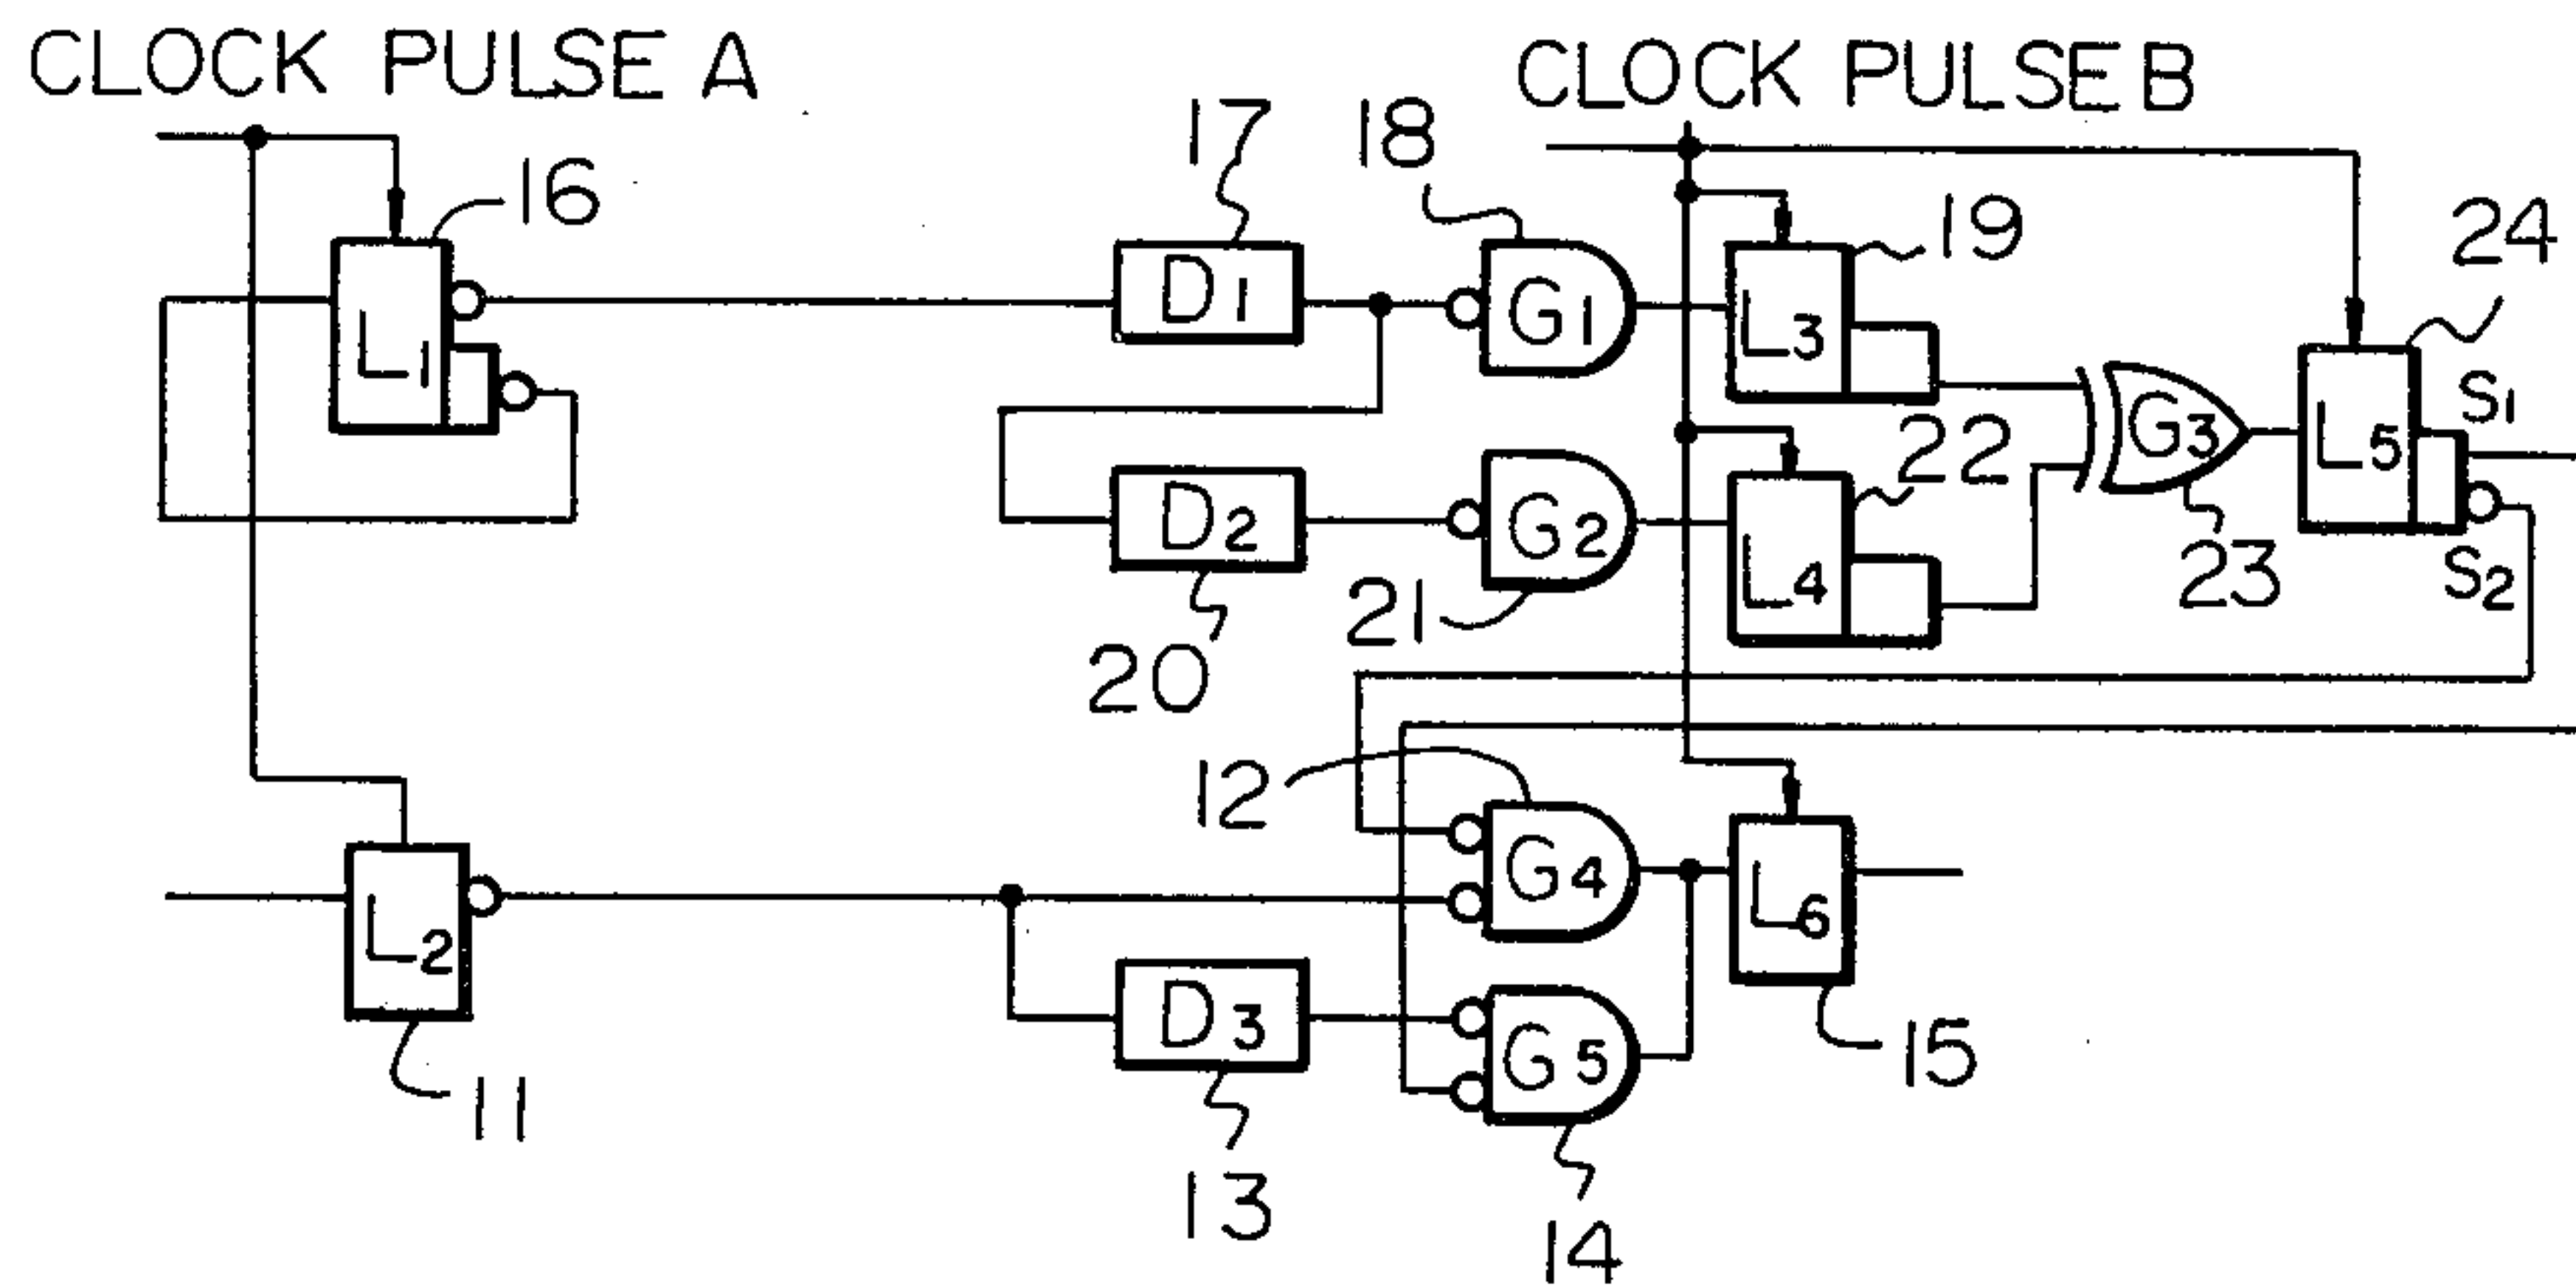 CLOCK PULSE A
CLOCK PULSE B
17
18
16
19
24
D1
G1
L3
L1
S1
G3
L5
22
D2
G2
L4
S2
23
21
20
12
G4
L6
L2
D3
G5
15
11
13
14